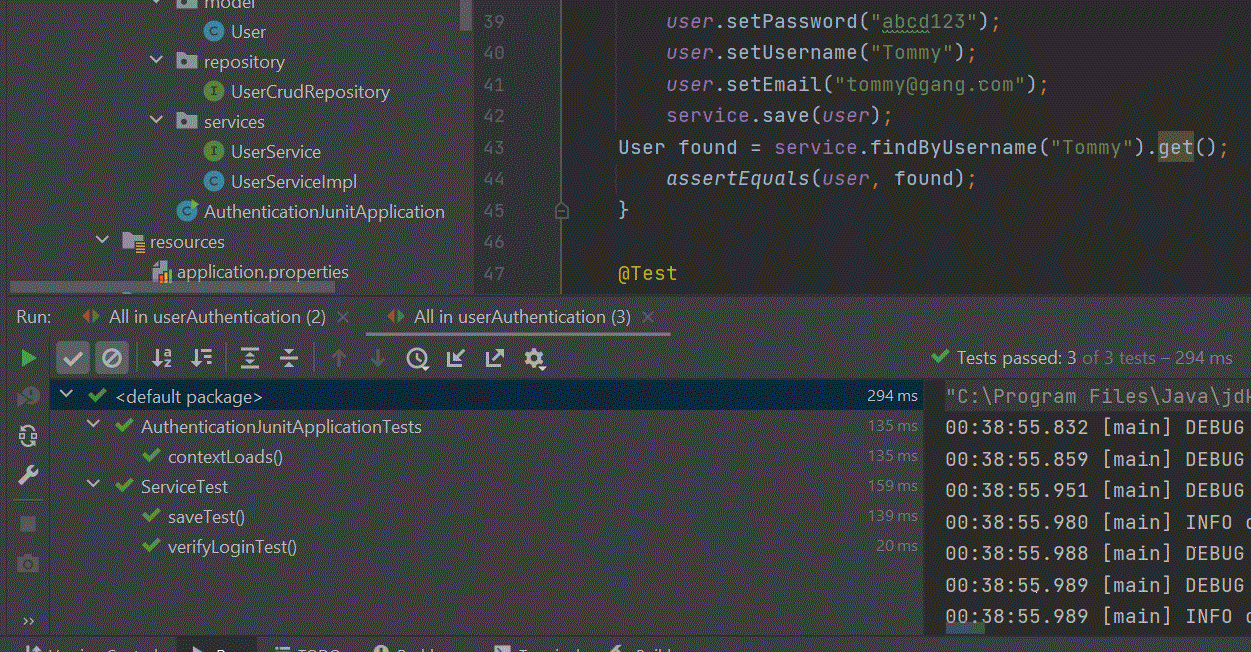 model
User
repository
UserCrudRepository
services
UserService
UserServiceImpl
AuthenticationJunitApplication
resources
application.properties
39 user.setPassword("abcd123");
40 user.setUsername("Tommy");
41 user.setEmail("tommy@gang.com");
42 service.save(user);
43 User found = service.findByUsername("Tommy").get();
44 assertEquals(user, found);
45 }
46
47 @Test
Run: All in userAuthentication (2) All in userAuthentication (3)
Tests passed: 3 of 3 tests – 294 ms
<default package> 294 ms
AuthenticationJunitApplicationTests 135 ms
contextLoads() 135 ms
ServiceTest 159 ms
saveTest() 139 ms
verifyLoginTest() 20 ms
"C:\Program Files\Java\jdk
00:38:55.832 [main] DEBUG
00:38:55.859 [main] DEBUG
00:38:55.951 [main] DEBUG
00:38:55.980 [main] INFO
00:38:55.988 [main] DEBUG
00:38:55.989 [main] DEBUG
00:38:55.989 [main] INFO